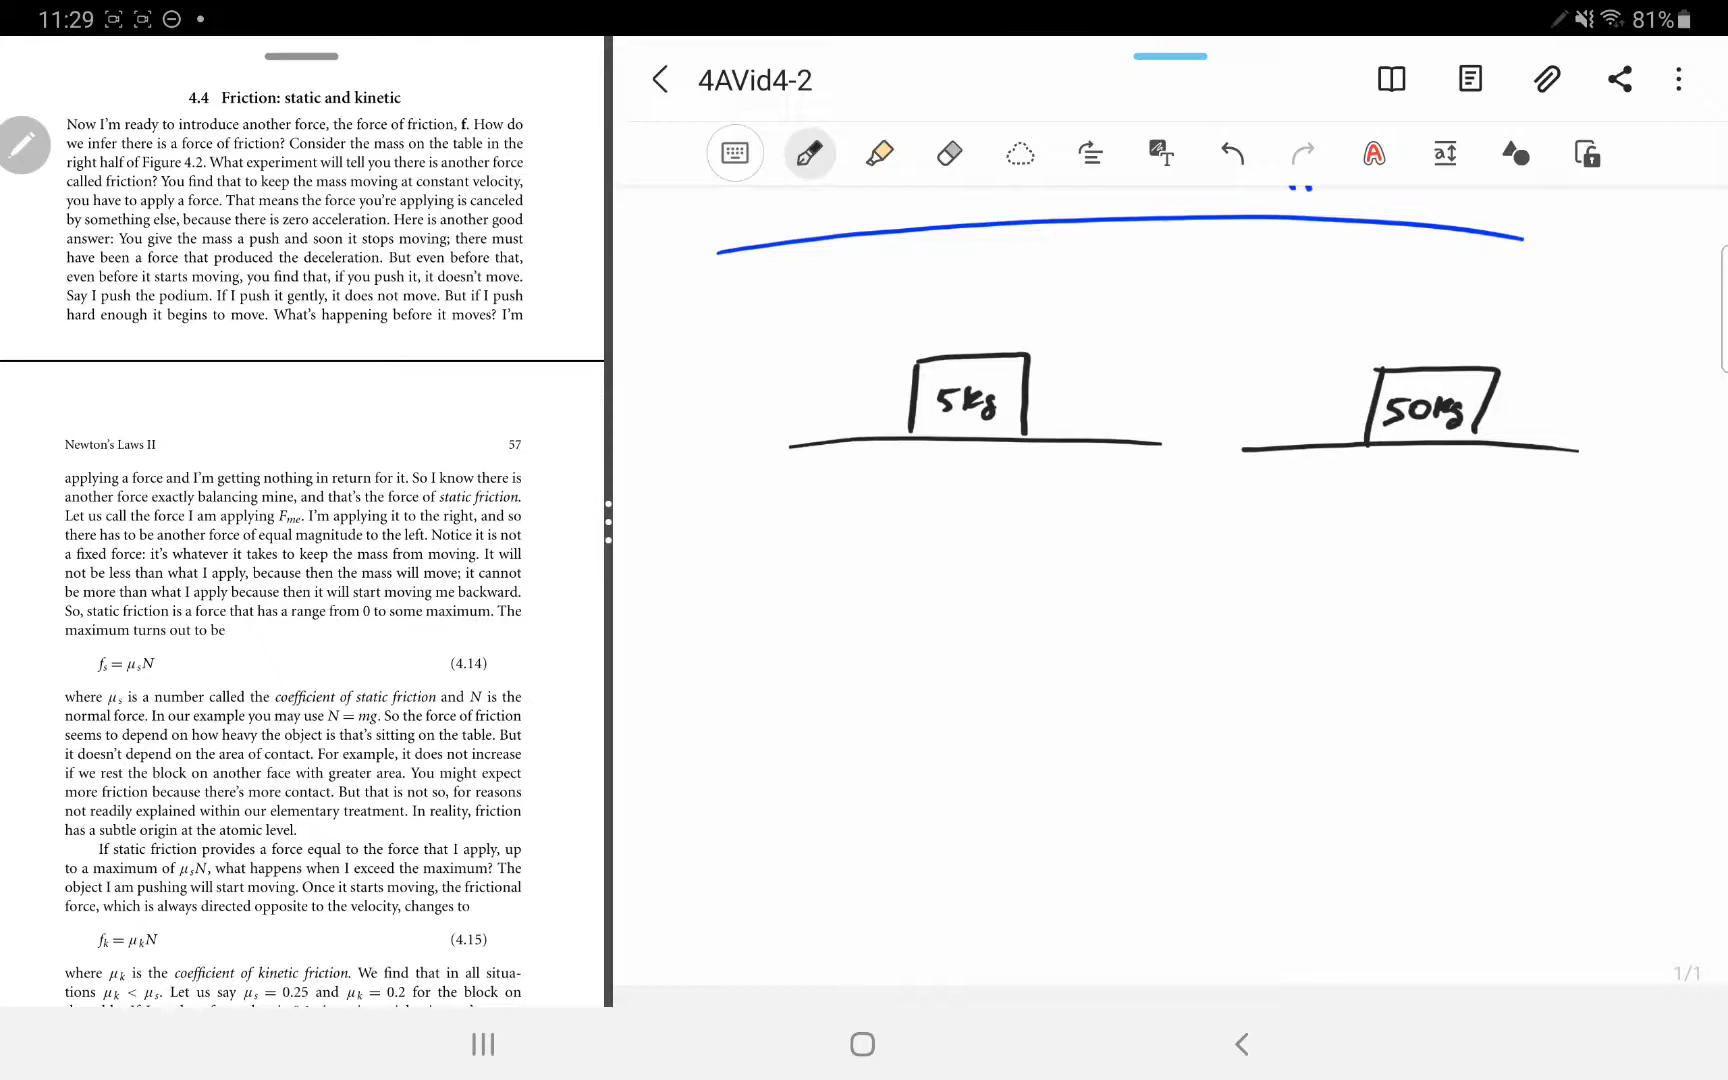 11:29
81%
4.4 Friction: static and kinetic
Now I'm ready to introduce another force, the force of friction, f. How do
we infer there is a force of friction? Consider the mass on the table in the
right half of Figure 4.2. What experiment will tell you there is another force
called friction? You find that to keep the mass moving at constant velocity,
you have to apply a force. That means the force you're applying is canceled
by something else, because there is zero acceleration. Here is another good
answer: You give the mass a push and soon it stops moving; there must
have been a force that produced the deceleration. But even before that,
even before it starts moving, you find that, if you push it, it doesn't move.
Say I push the podium. If I push it gently, it does not move. But if I push
hard enough it begins to move. What's happening before it moves? I'm
Newton's Laws II 57
applying a force and I'm getting nothing in return for it. So I know there is
another force exactly balancing mine, and that's the force of static friction.
Let us call the force I am applying Fme. I'm applying it to the right, and so
there has to be another force of equal magnitude to the left. Notice it is not
a fixed force: it's whatever it takes to keep the mass from moving. It will
not be less than what I apply, because then the mass will move; it cannot
be more than what I apply because then it will start moving me backward.
So, static friction is a force that has a range from 0 to some maximum. The
maximum turns out to be
fs = μsN (4.14)
where μs is a number called the coefficient of static friction and N is the
normal force. In our example you may use N = mg. So the force of friction
seems to depend on how heavy the object is that's sitting on the table. But
it doesn't depend on the area of contact. For example, it does not increase
if we rest the block on another face with greater area. You might expect
more friction because there's more contact. But that is not so, for reasons
not readily explained within our elementary treatment. In reality, friction
has a subtle origin at the atomic level.
If static friction provides a force equal to the force that I apply, up
to a maximum of μsN, what happens when I exceed the maximum? The
object I am pushing will start moving. Once it starts moving, the frictional
force, which is always directed opposite to the velocity, changes to
fk = μkN (4.15)
where μk is the coefficient of kinetic friction. We find that in all situa-
tions μk < μs. Let us say μs = 0.25 and μk = 0.2 for the block on
4AVid4-2
5kg
50kg
1/1